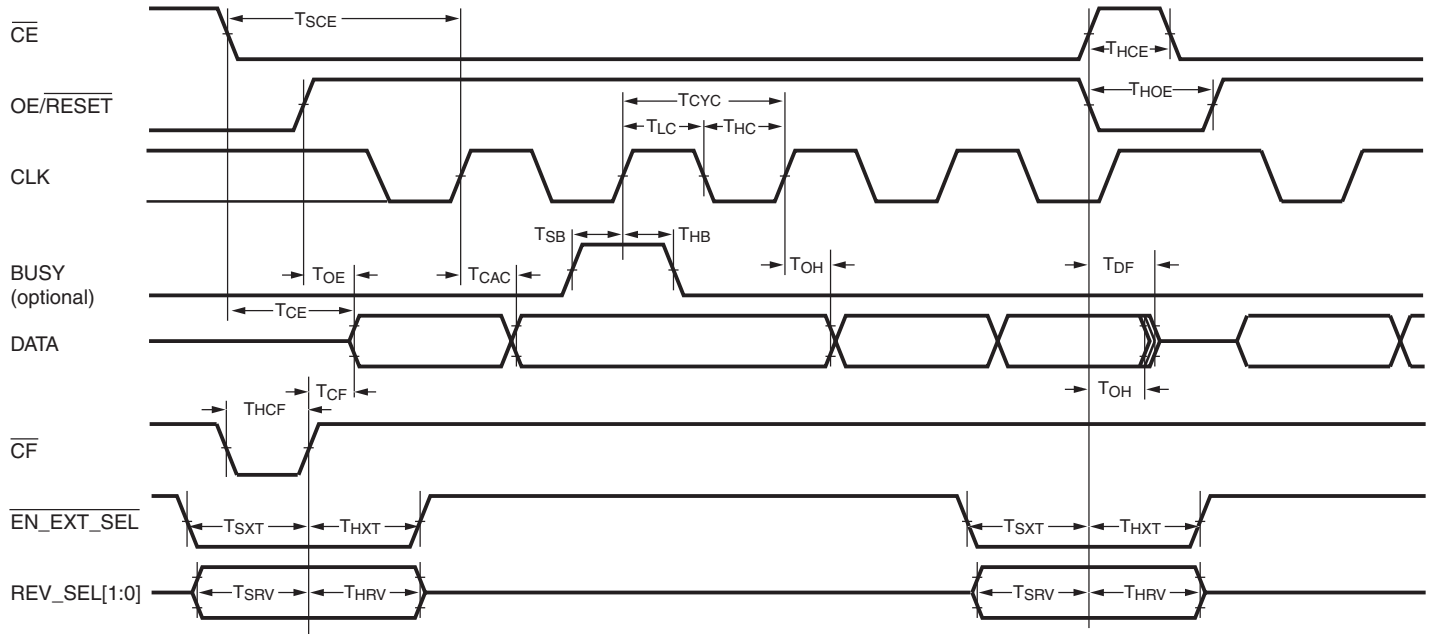 CE
TSCE
THCE
OE/RESET
THOE
TCYC
TLC
THC
CLK
TSB
THB
BUSY
(optional)
TOE
TCAC
TOH
TDF
TCE
DATA
TCF
TOH
THCF
CF
EN_EXT_SEL
TSXT
THXT
TSXT
THXT
REV_SEL[1:0]
TSRV
THRV
TSRV
THRV